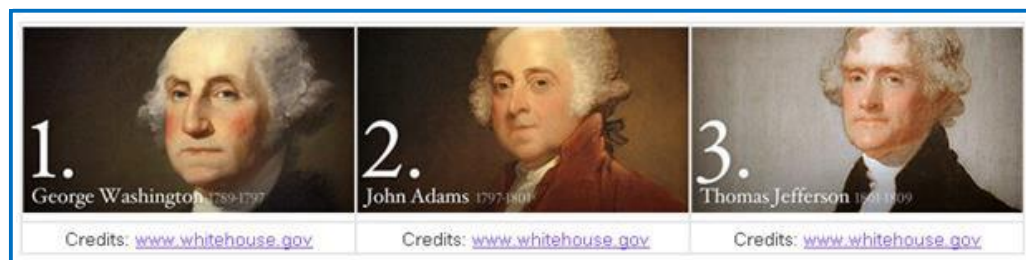 1.
George Washington 1789-1797
2.
John Adams 1797-1801
3.
Thomas Jefferson 1801-1809
Credits: www.whitehouse.gov
Credits: www.whitehouse.gov
Credits: www.whitehouse.gov